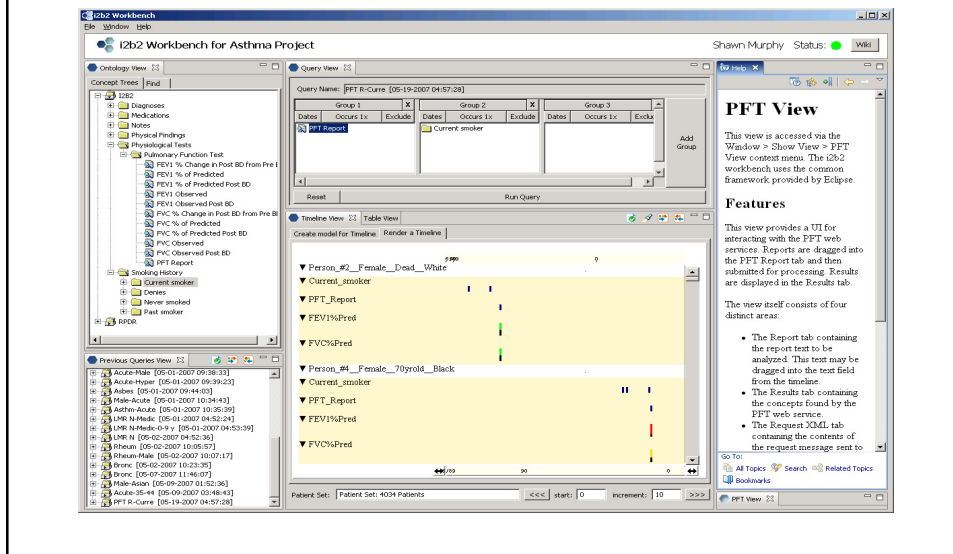 i2b2 Workbench
File Window Help
i2b2 Workbench for Asthma Project
Shawn Murphy Status: Wiki
Ontology View
Concept Trees Find
I2B2
Diagnoses
Medications
Notes
Physical Findings
Physiological Tests
Pulmonary Function Test
FEV1 % Change in Post BD from Pre B
FEV1 % of Predicted
FEV1 % of Predicted Post BD
FEV1 Observed
FEV1 Observed Post BD
FVC % Change in Post BD from Pre BI
FVC % of Predicted
FVC % of Predicted Post BD
FVC Observed
FVC Observed Post BD
PFT Report
Smoking History
Current smoker
Denies
Never smoked
Past smoker
RPDR
Previous Queries View
Acute-Male [05-01-2007 09:38:33]
Acute-Hyper [05-01-2007 09:39:23]
Asbes [05-01-2007 09:44:03]
Male-Acute [05-01-2007 10:34:43]
Asthm-Acute [05-01-2007 10:35:39]
LMR N-Medic [05-01-2007 04:52:24]
LMR N-Medic-0-9 y [05-01-2007 04:53:39]
LMR N [05-02-2007 04:52:36]
Rheum [05-02-2007 10:05:57]
Rheum-Male [05-02-2007 10:07:17]
Bronc [05-02-2007 10:23:35]
Bronc [05-07-2007 11:46:07]
Male-Asian [05-09-2007 01:52:36]
Acute-35-44 [05-09-2007 03:48:43]
PFT R-Curre [05-19-2007 04:57:28]
Query View
Query Name: PFT R-Curre [05-19-2007 04:57:28]
Group 1 X Group 2 X Group 3
Dates Occurs 1x Exclude Dates Occurs 1x Exclude Dates Occurs 1x Exclu
PFT Report Current smoker
Add
Group
Reset Run Query
Timeline View Table View
Create model for Timeline Render a Timeline
Person_#2__Female__Dead__White
Current_smoker
PFT_Report
FEV1%Pred
FVC%Pred
Person_#4__Female__70yrold__Black
Current_smoker
PFT_Report
FEV1%Pred
FVC%Pred
90 0
Patient Set: Patient Set: 4034 Patients <<< start: 0 increment: 10 >>>
Help
PFT View
This view is accessed via the
Window > Show View > PFT
View context menu. The i2b2
workbench uses the common
framework provided by Eclipse.
Features
This view provides a UI for
interacting with the PFT web
services. Reports are dragged into
the PFT Report tab and then
submitted for processing. Results
are displayed in the Results tab.
The view itself consists of four
distinct areas:
• The Report tab containing
the report text to be
analyzed. This text may be
dragged into the text field
from the timeline.
• The Results tab containing
the concepts found by the
PFT web service.
• The Request XML tab
containing the contents of
the request message sent to
Go To:
All Topics Search Related Topics
Bookmarks
PFT View